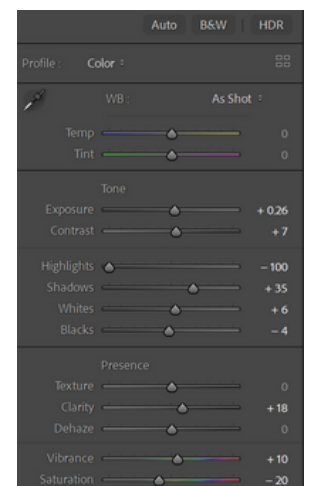 Auto B&W HDR
Profile : Color
WB : As Shot
Temp 0
Tint 0
Tone
Exposure + 0.26
Contrast + 7
Highlights − 100
Shadows + 35
Whites + 6
Blacks − 4
Presence
Texture 0
Clarity + 18
Dehaze 0
Vibrance + 10
Saturation − 20